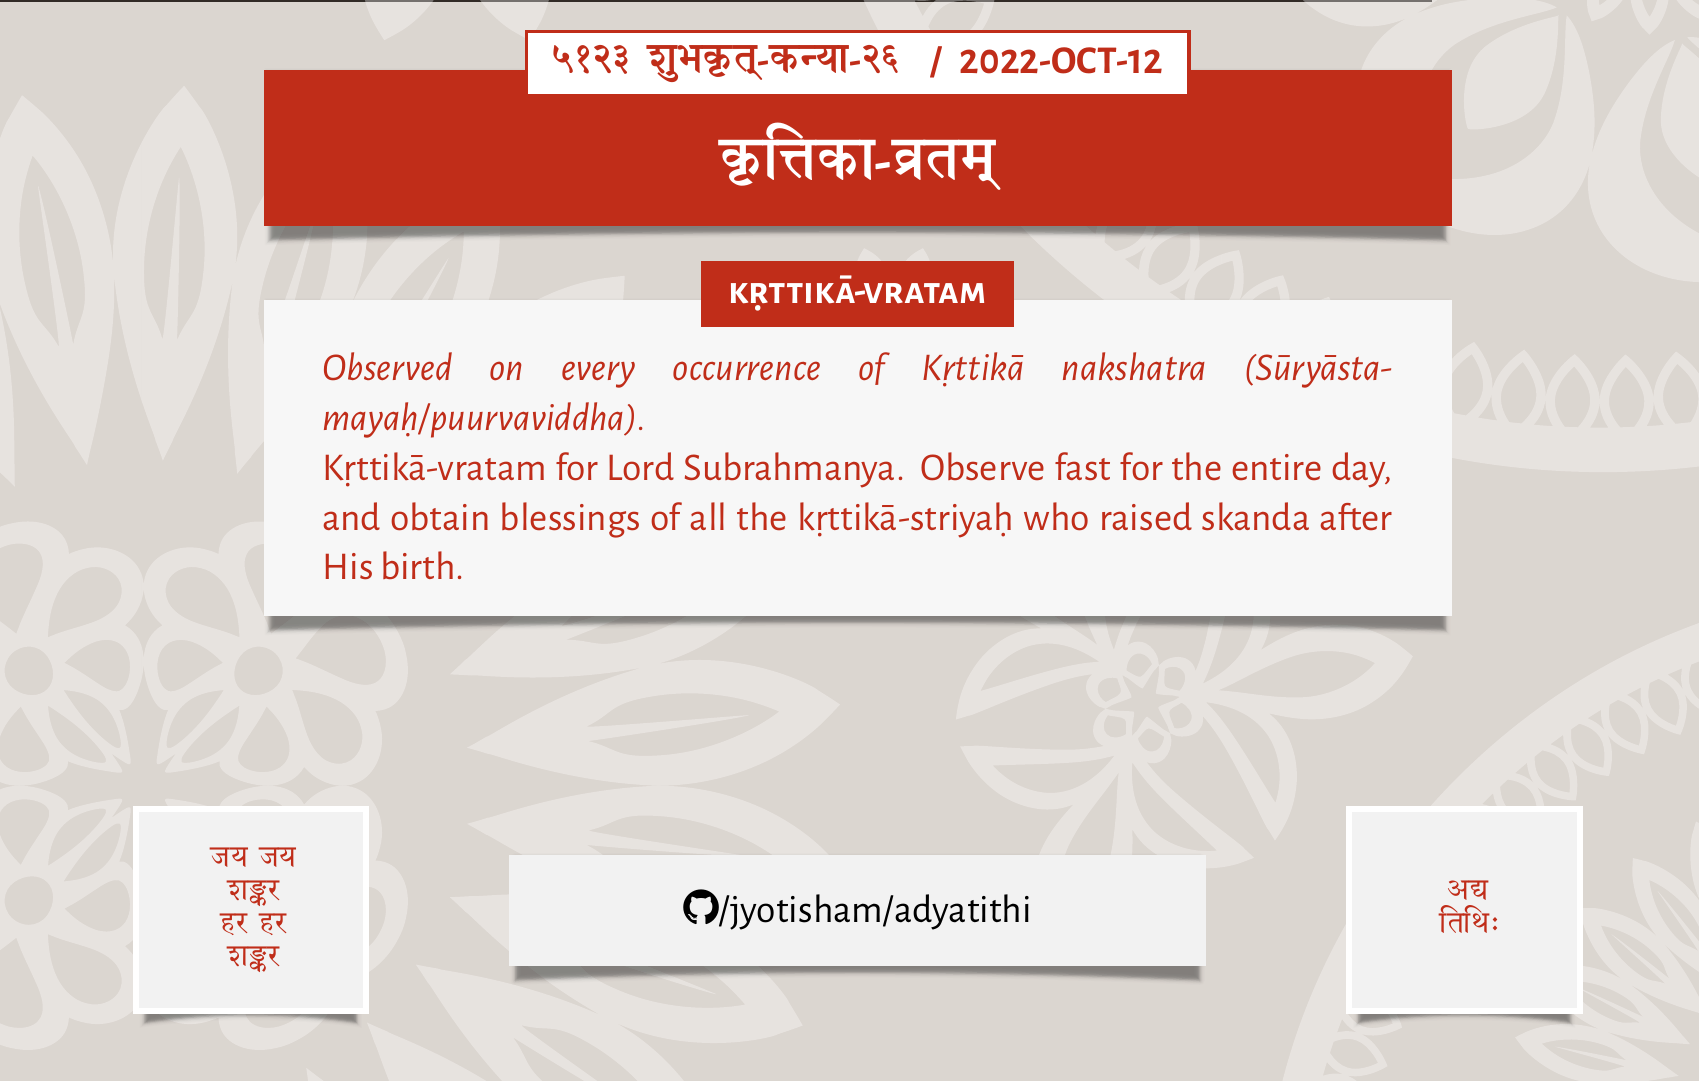 ५१२३ शुभकृत्-कन्या-२६ / 2022-OCT-12
कृत्तिका-व्रतम्
KṚTTIKĀ-VRATAM
Observed on every occurrence of Kṛttikā nakshatra (Sūryāsta-
mayaḥ/puurvaviddha).
Kṛttikā-vratam for Lord Subrahmanya. Observe fast for the entire day,
and obtain blessings of all the kṛttikā-striyaḥ who raised skanda after
His birth.
जय जय
शङ्कर
हर हर
शङ्कर
/jyotisham/adyatithi
अद्य
तिथिः